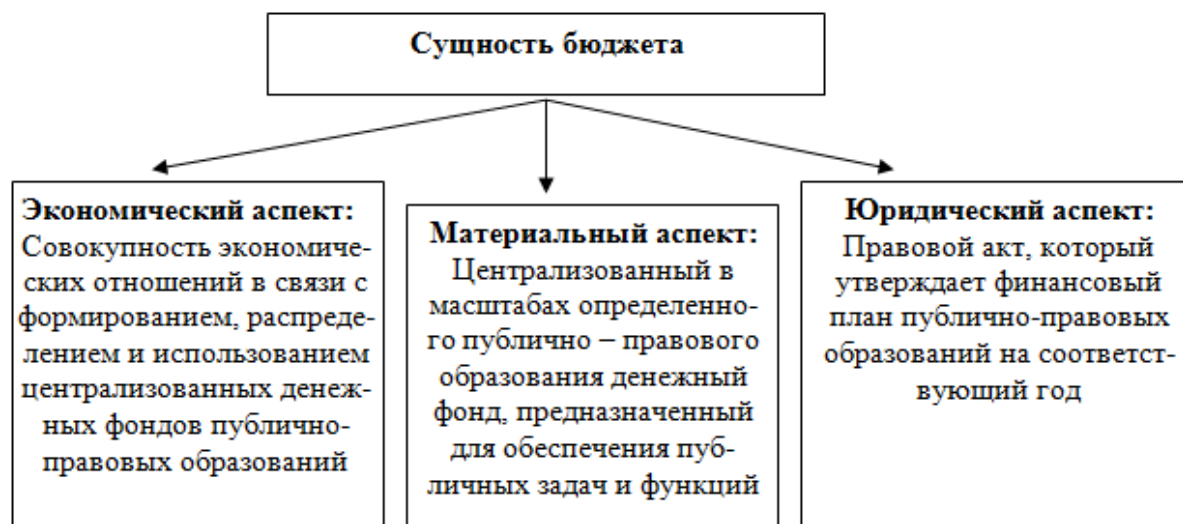 Сущность бюджета
Экономический аспект:
Совокупность экономиче-
ских отношений в связи с
формированием, распреде-
лением и использованием
централизованных денеж-
ных фондов публично-
правовых образований
Материальный аспект:
Централизованный в
масштабах определенно-
го публично – правового
образования денежный
фонд, предназначенный
для обеспечения пуб-
личных задач и функций
Юридический аспект:
Правовой акт, который
утверждает финансовый
план публично-правовых
образований на соответст-
вующий год